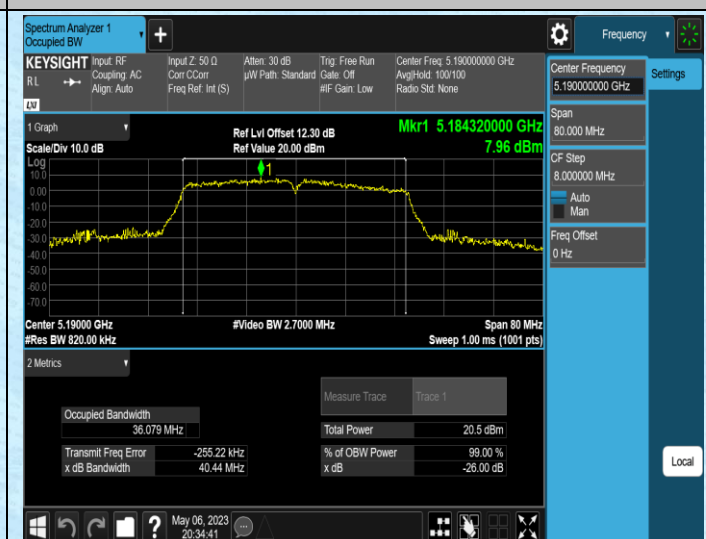 Spectrum Analyzer 1
Occupied BW
Frequency
KEYSIGHT
RL
LXI
Input: RF
Coupling: AC
Align: Auto
Input Z: 50 Ω
Corr CCorr
Freq Ref: Int (S)
Atten: 30 dB
µW Path: Standard
Trig: Free Run
Gate: Off
#IF Gain: Low
Center Freq: 5.190000000 GHz
Avg|Hold: 100/100
Radio Std: None
Center Frequency
5.190000000 GHz
Settings
Span
80.000 MHz
CF Step
8.000000 MHz
Auto
Man
Freq Offset
0 Hz
Local
1 Graph
Scale/Div 10.0 dB
Ref Lvl Offset 12.30 dB
Ref Value 20.00 dBm
Mkr1 5.184320000 GHz
7.96 dBm
Log
10.0
0.00
-10.0
-20.0
-30.0
-40.0
-50.0
-60.0
-70.0
1
Center 5.19000 GHz
#Res BW 820.00 kHz
#Video BW 2.7000 MHz
Span 80 MHz
Sweep 1.00 ms (1001 pts)
2 Metrics
Measure Trace Trace 1
Occupied Bandwidth
36.079 MHz
Total Power 20.5 dBm
Transmit Freq Error -255.22 kHz
% of OBW Power 99.00 %
x dB Bandwidth 40.44 MHz
x dB -26.00 dB
?
May 06, 2023
20:34:41